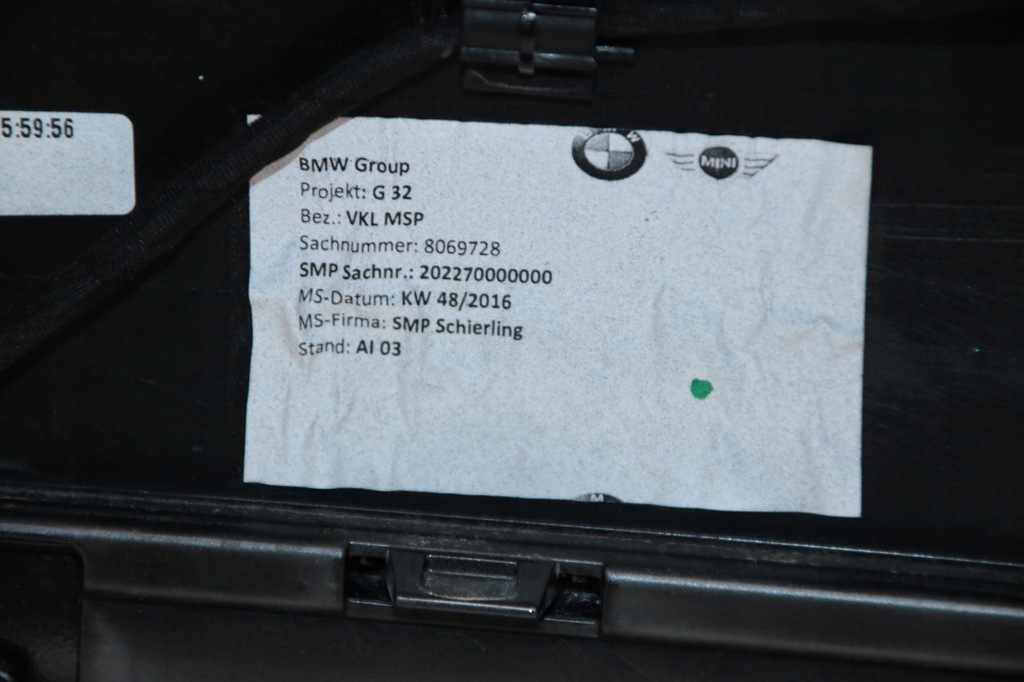 5:59:56
BMW Group
Projekt: G 32
Bez.: VKL MSP
Sachnummer: 8069728
SMP Sachnr.: 202270000000
MS-Datum: KW 48/2016
MS-Firma: SMP Schierling
Stand: AI 03
MINI